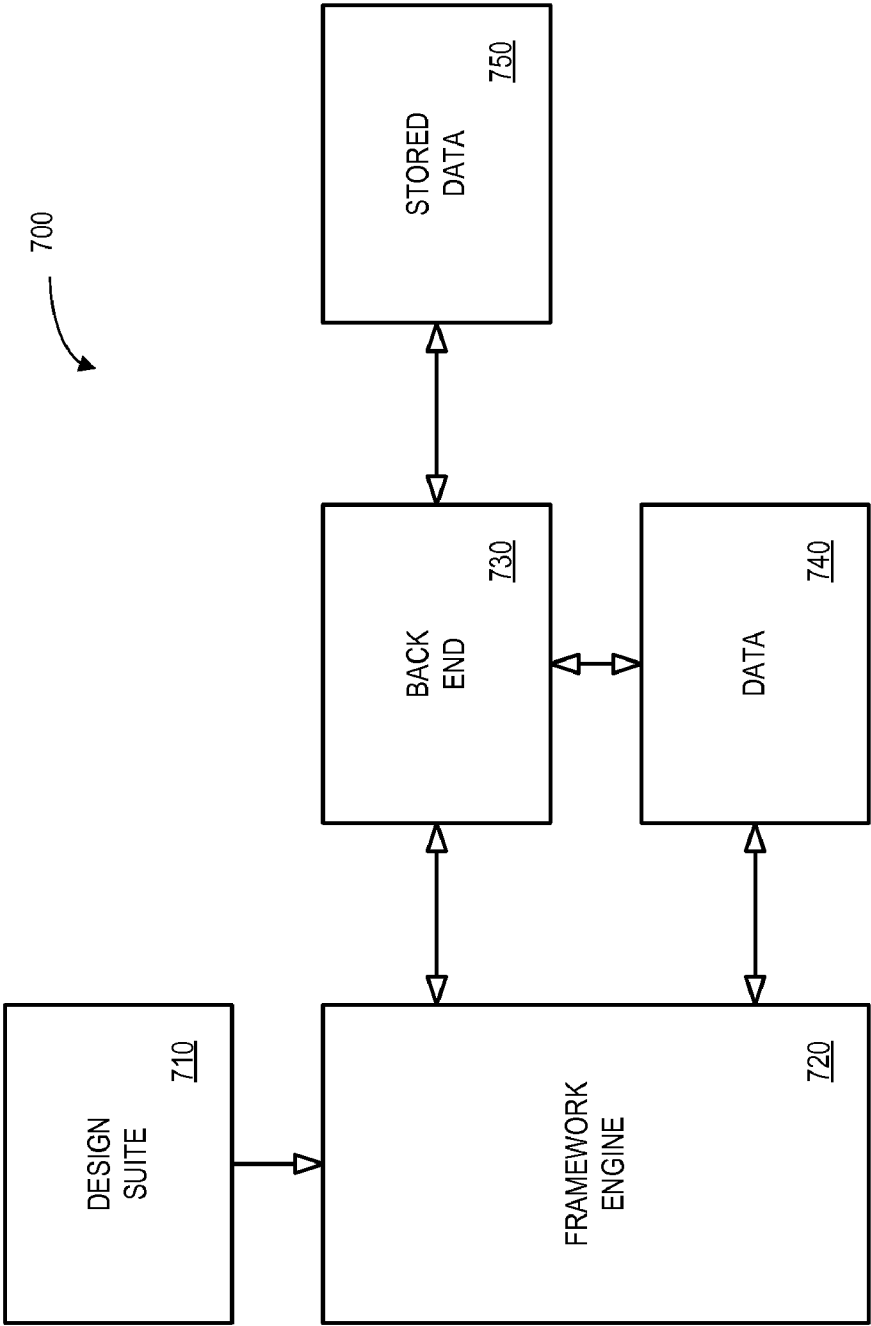 700
DESIGN
SUITE
710
FRAMEWORK
ENGINE
720
BACK
END
730
STORED
DATA
750
DATA
740